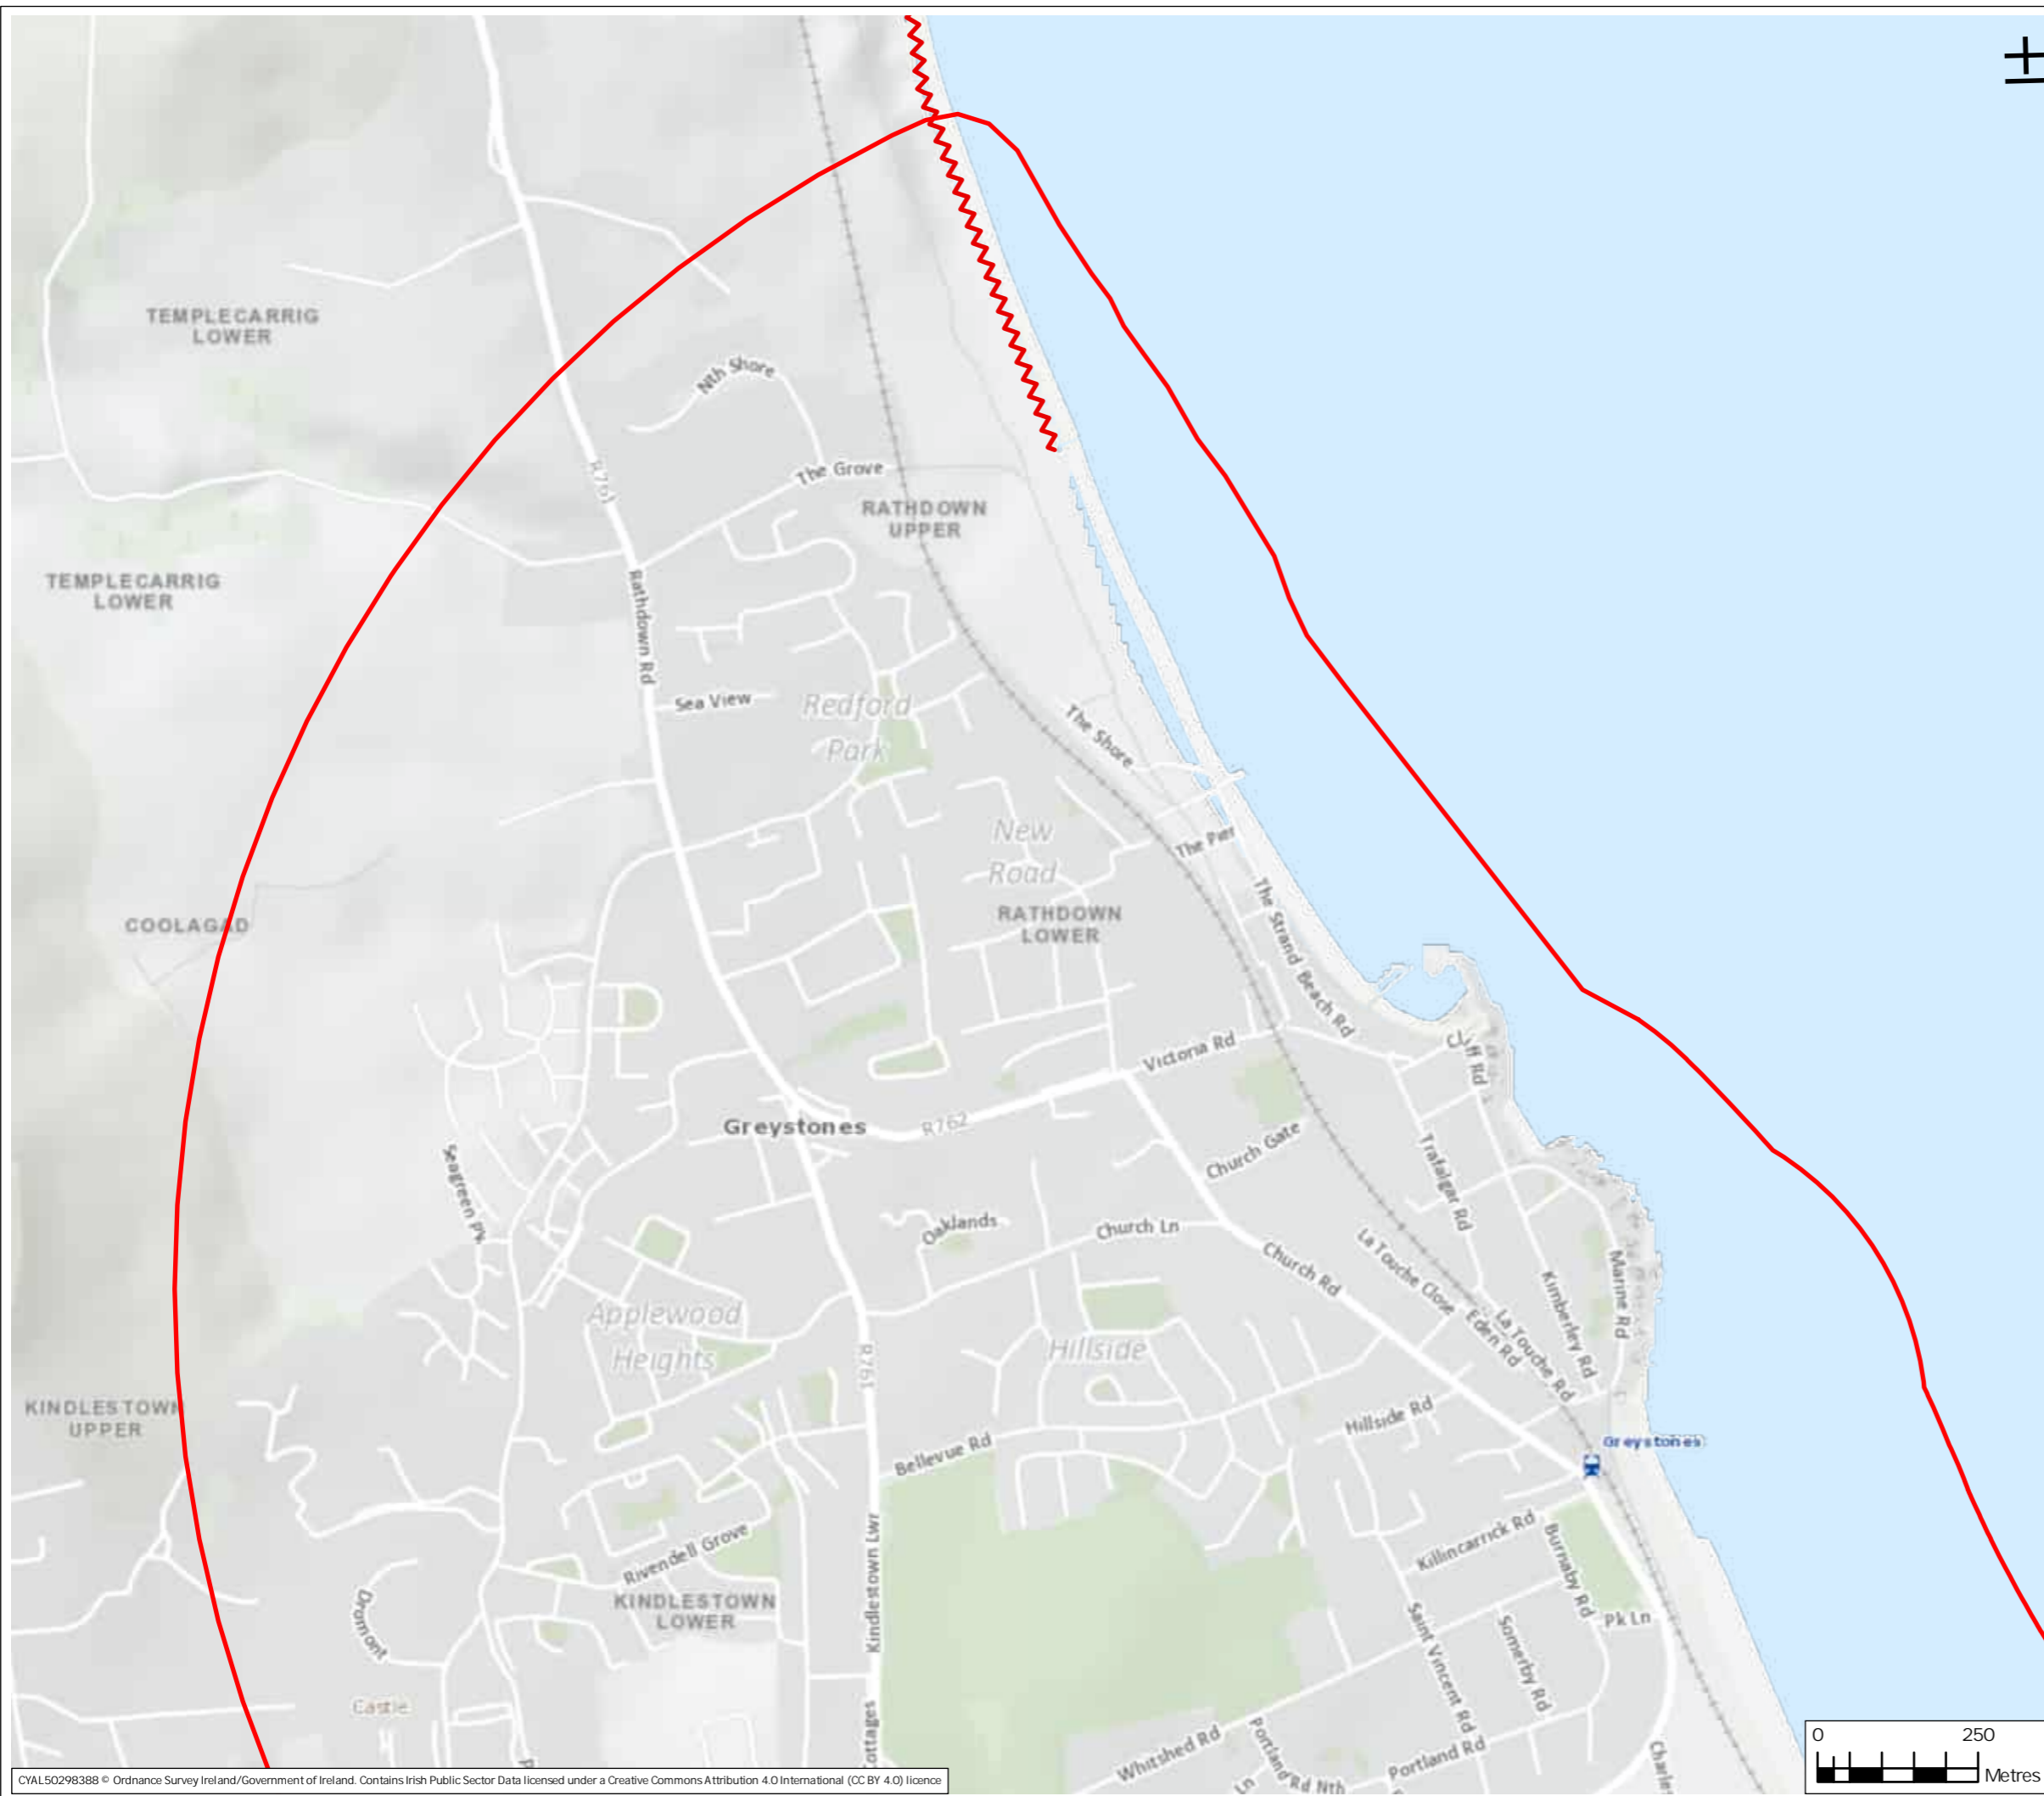 TEMPLECARRIG
LOWER
Nth Shore
R761
The Grove
RATHDOWN
UPPER
TEMPLECARRIG
LOWER
Rathdown Rd
Sea View
Redford
Park
The Shore
New
Road
The Pier
RATHDOWN
LOWER
COOLAGAD
The Strand Beach Rd
Victoria Rd
Cliff Rd
Greystones
R762
Church Gate
Seagreen Pk
Trafalgar Rd
Oaklands
Church Ln
Church Rd
La Touche Close
Marine Rd
Kimberley Rd
Eden Rd
La Touche Rd
Applewood
Heights
Hillside
R761
KINDLESTOWN
UPPER
Hillside Rd
Bellevue Rd
Greystones
Rivendell Grove
Kindlestown Lwr
Killincarrick Rd
Burnaby Rd
Dromont
KINDLESTOWN
LOWER
Pk Ln
Saint Vincent Rd
Somerby Rd
Castle
ottages
Whitshed Rd
Portland Rd Nth
Portland Rd
Ln
Charles
0 250
Metres
CYAL50298388 © Ordnance Survey Ireland/Government of Ireland. Contains Irish Public Sector Data licensed under a Creative Commons Attribution 4.0 International (CC BY 4.0) licence